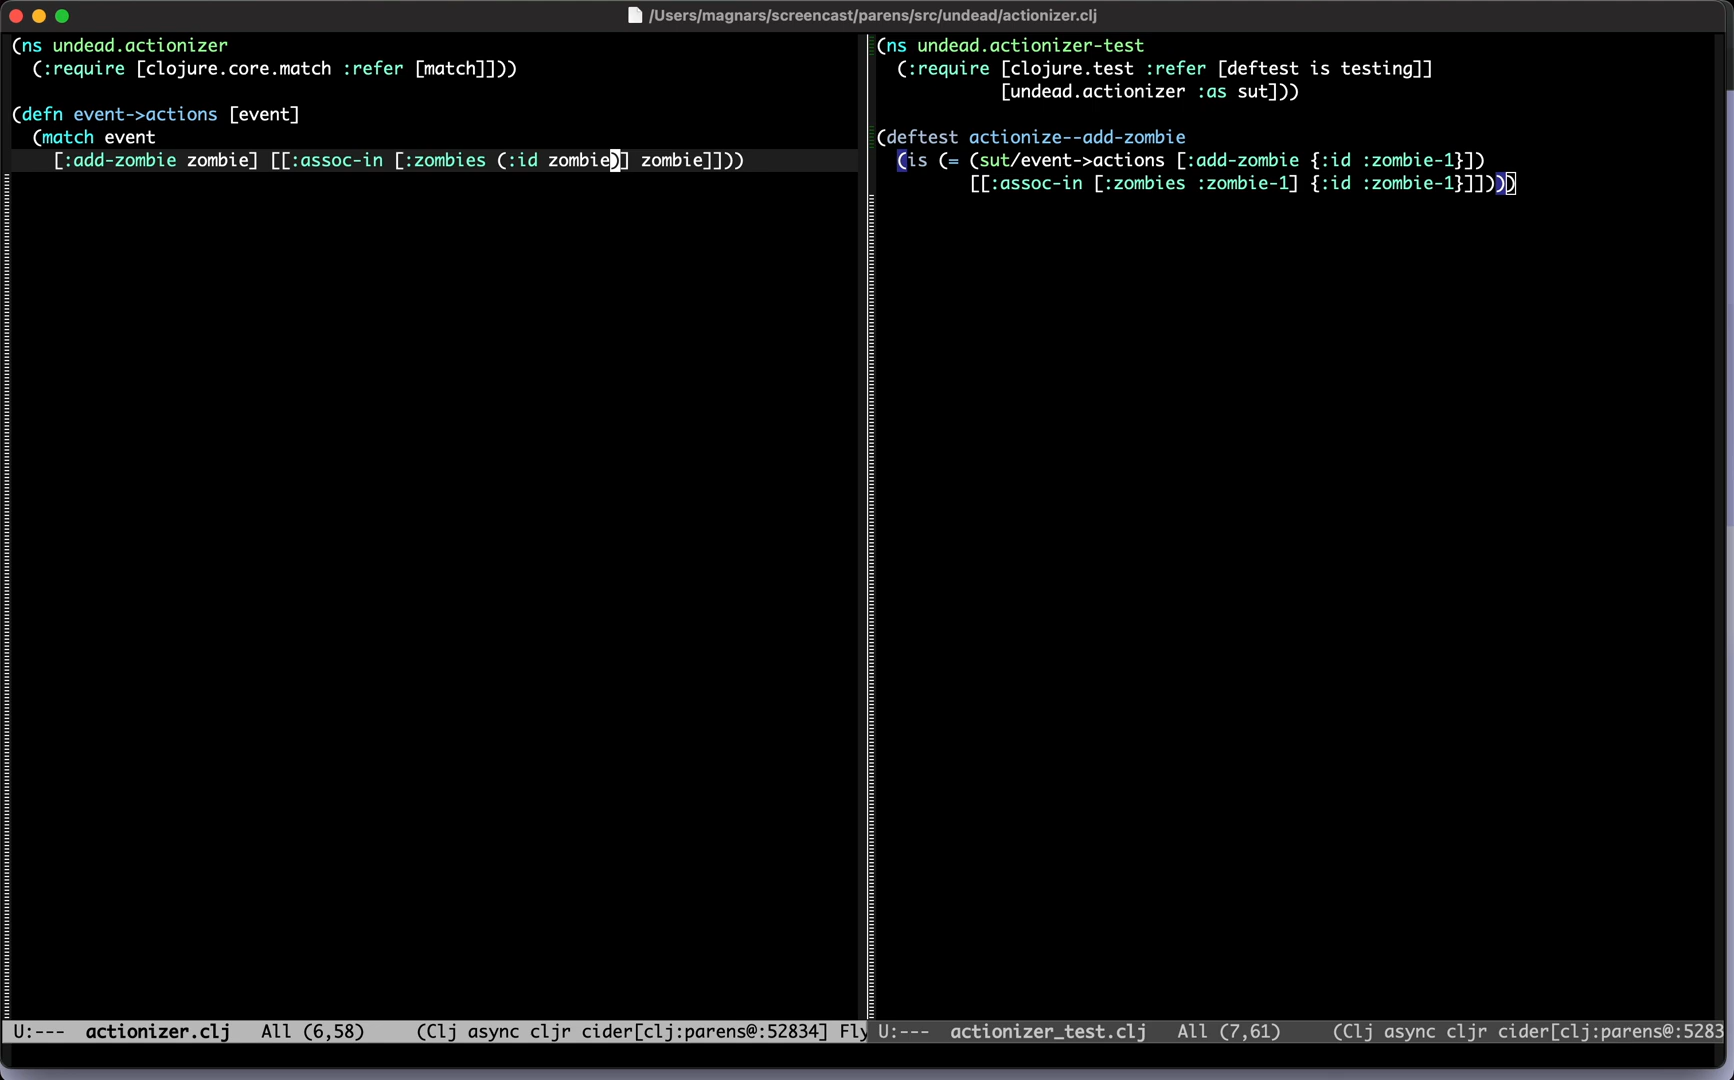 /Users/magnars/screencast/parens/src/undead/actionizer.clj
(ns undead.actionizer
  (:require [clojure.core.match :refer [match]]))
(defn event->actions [event]
  (match event
    [:add-zombie zombie] [[:assoc-in [:zombies (:id zombie)] zombie]]))
(ns undead.actionizer-test
  (:require [clojure.test :refer [deftest is testing]]
            [undead.actionizer :as sut]))
(deftest actionize--add-zombie
  (is (= (sut/event->actions [:add-zombie {:id :zombie-1}])
         [[:assoc-in [:zombies :zombie-1] {:id :zombie-1}]])))
U:---  actionizer.clj   All (6,58)     (Clj async cljr cider[clj:parens@:52834] Fly
U:---  actionizer_test.clj   All (7,61)     (Clj async cljr cider[clj:parens@:5283